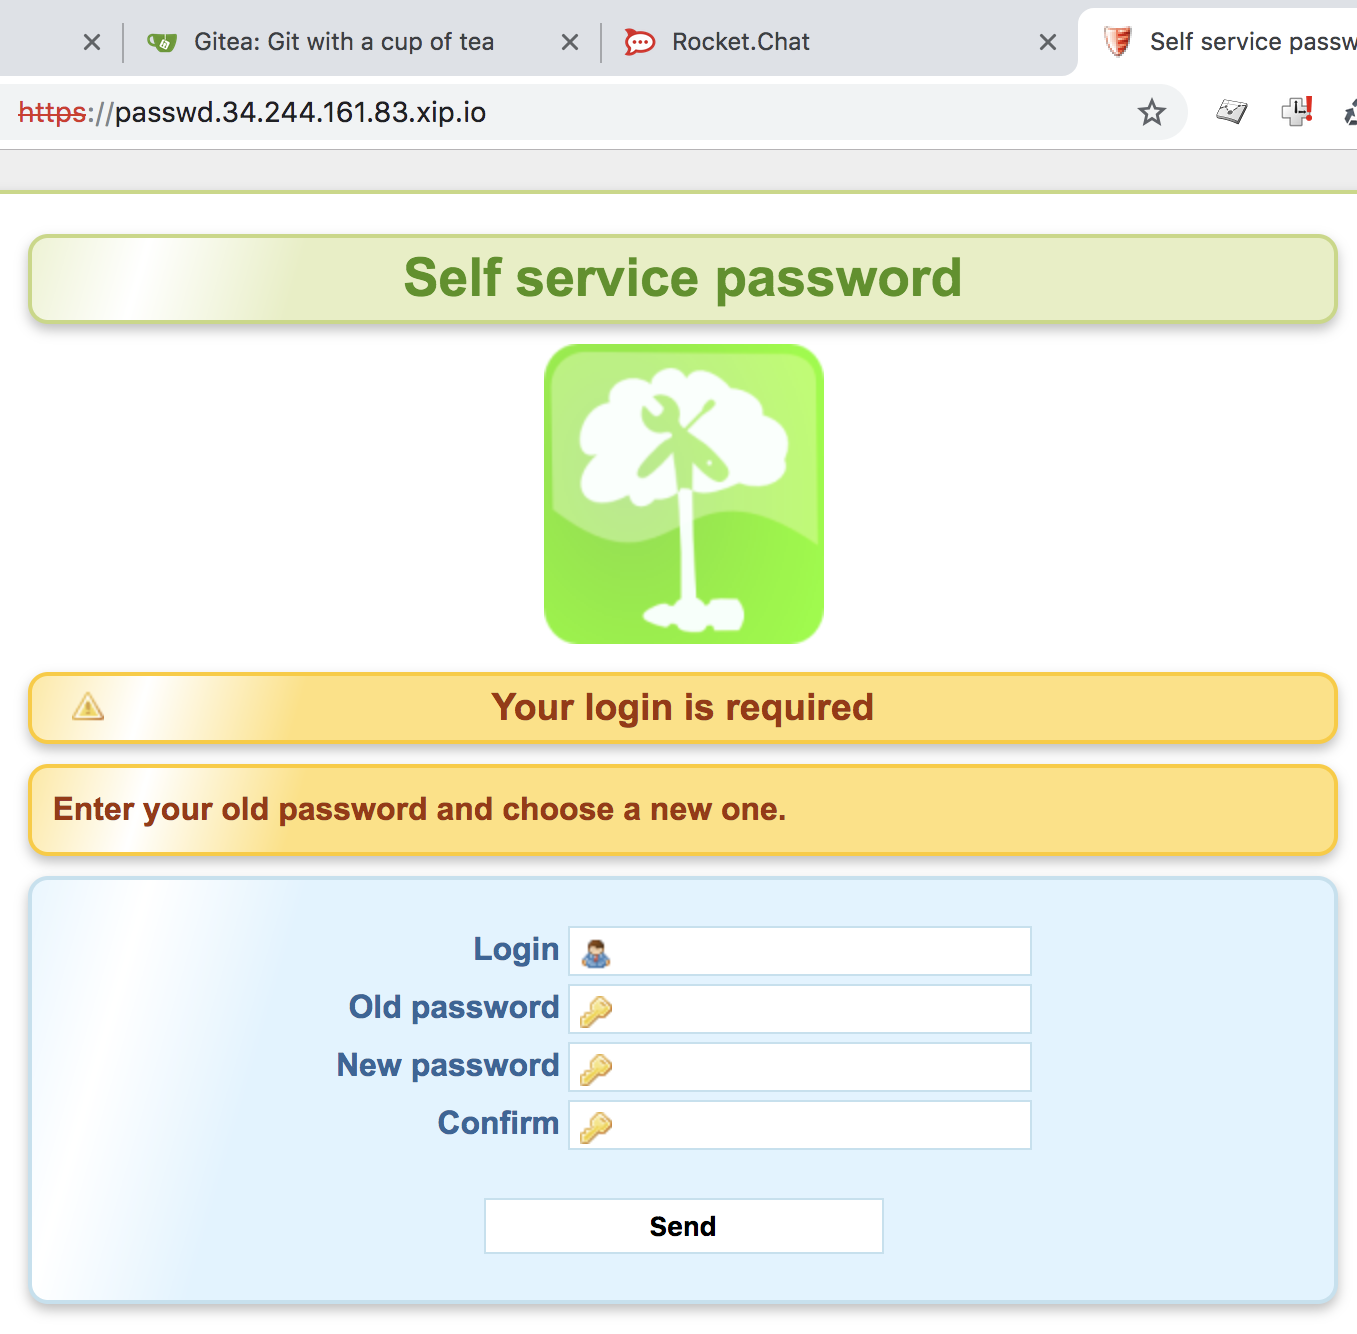 Gitea: Git with a cup of tea
Rocket.Chat
Self service passw
https://passwd.34.244.161.83.xip.io
Self service password
Your login is required
Enter your old password and choose a new one.
Login
Old password
New password
Confirm
Send